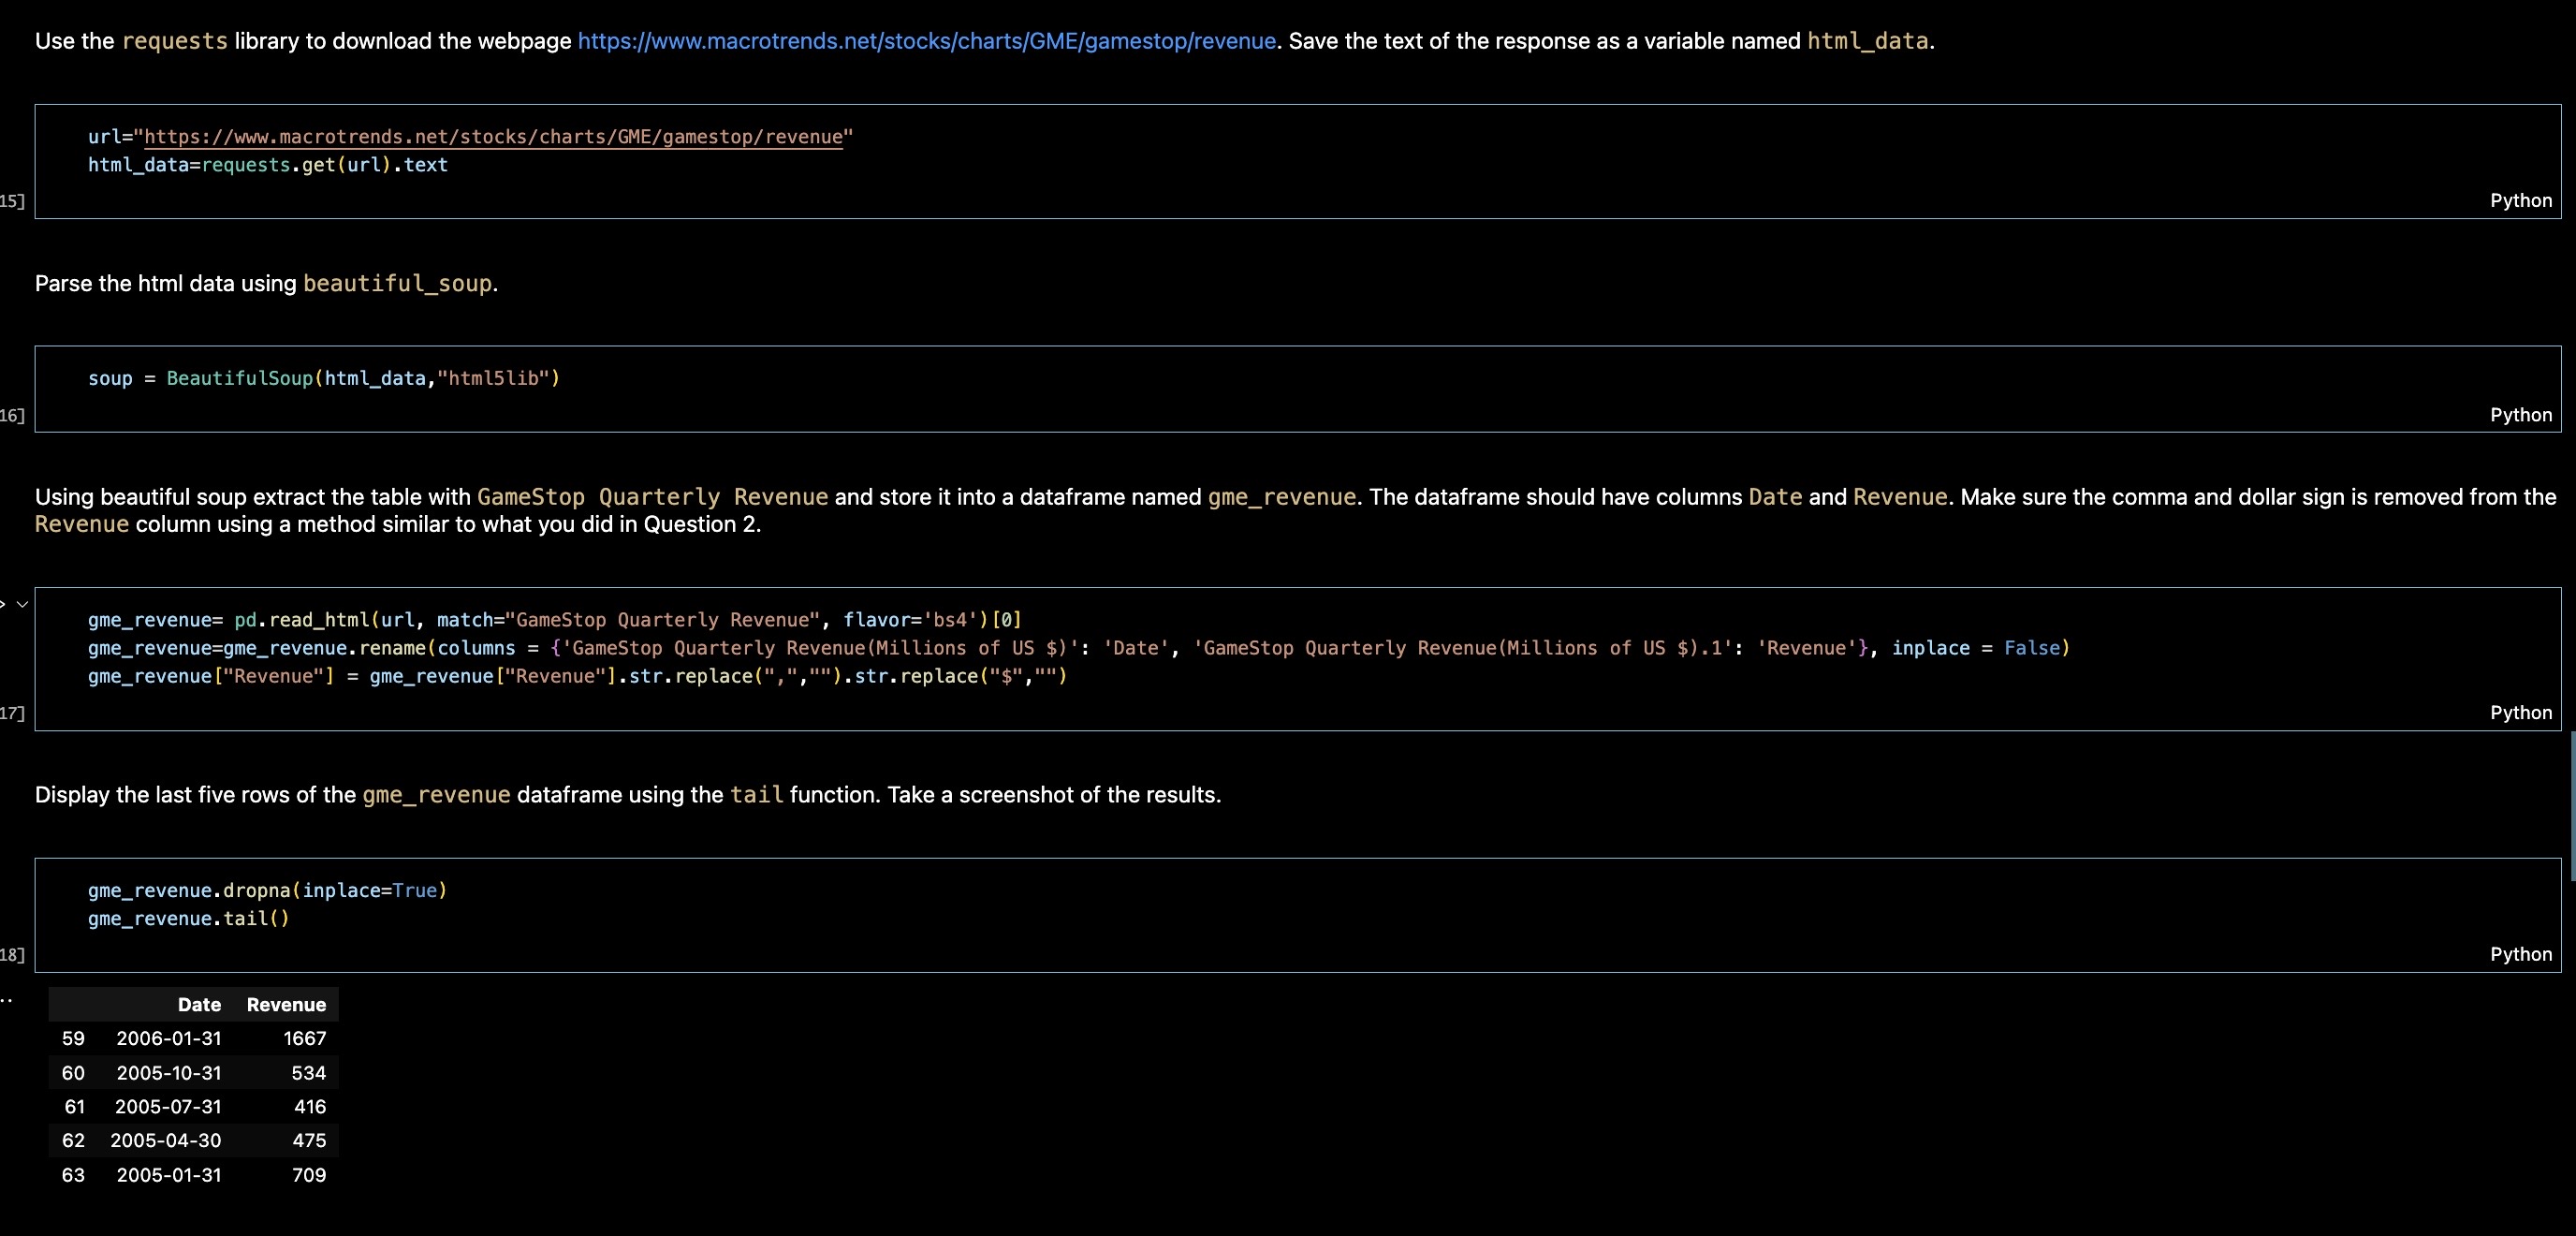 Use the requests library to download the webpage https://www.macrotrends.net/stocks/charts/GME/gamestop/revenue. Save the text of the response as a variable named html_data.
url="https://www.macrotrends.net/stocks/charts/GME/gamestop/revenue"
html_data=requests.get(url).text
15]
Python
Parse the html data using beautiful_soup.
soup = BeautifulSoup(html_data,"html5lib")
16]
Python
Using beautiful soup extract the table with GameStop Quarterly Revenue and store it into a dataframe named gme_revenue. The dataframe should have columns Date and Revenue. Make sure the comma and dollar sign is removed from the
Revenue column using a method similar to what you did in Question 2.
gme_revenue= pd.read_html(url, match="GameStop Quarterly Revenue", flavor='bs4')[0]
gme_revenue=gme_revenue.rename(columns = {'GameStop Quarterly Revenue(Millions of US $)': 'Date', 'GameStop Quarterly Revenue(Millions of US $).1': 'Revenue'}, inplace = False)
gme_revenue["Revenue"] = gme_revenue["Revenue"].str.replace(",","").str.replace("$","")
17]
Python
Display the last five rows of the gme_revenue dataframe using the tail function. Take a screenshot of the results.
gme_revenue.dropna(inplace=True)
gme_revenue.tail()
18]
Python
Date Revenue
59 2006-01-31 1667
60 2005-10-31 534
61 2005-07-31 416
62 2005-04-30 475
63 2005-01-31 709